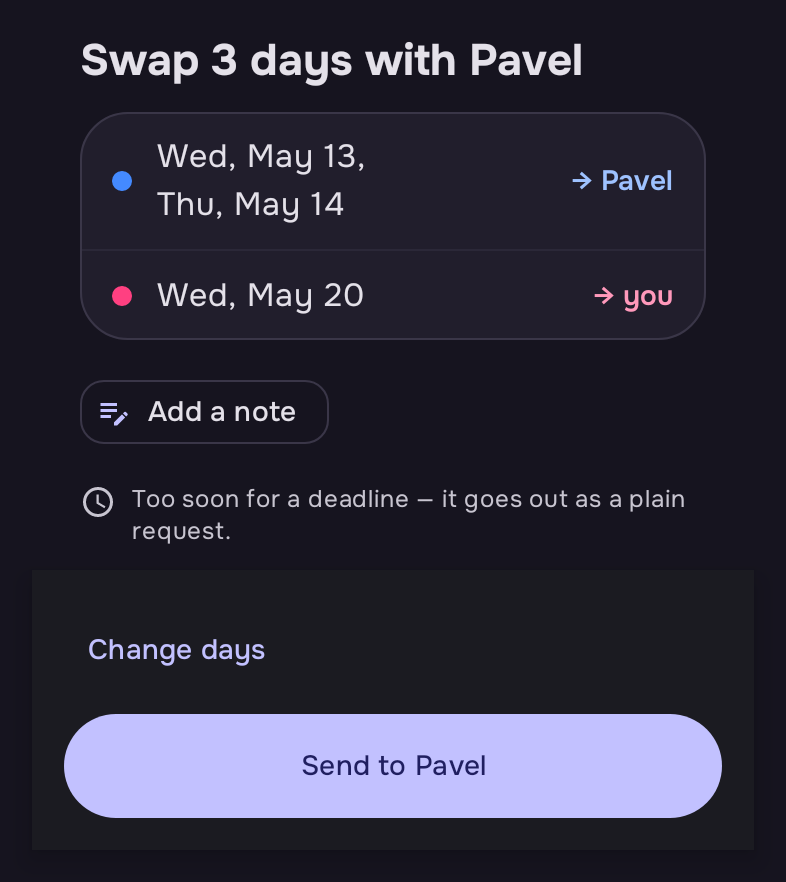 Swap 3 days with Pavel
Wed, May 13,
Thu, May 14
→ Pavel
Wed, May 20
→ you
Add a note
Too soon for a deadline — it goes out as a plain
request.
Change days
Send to Pavel